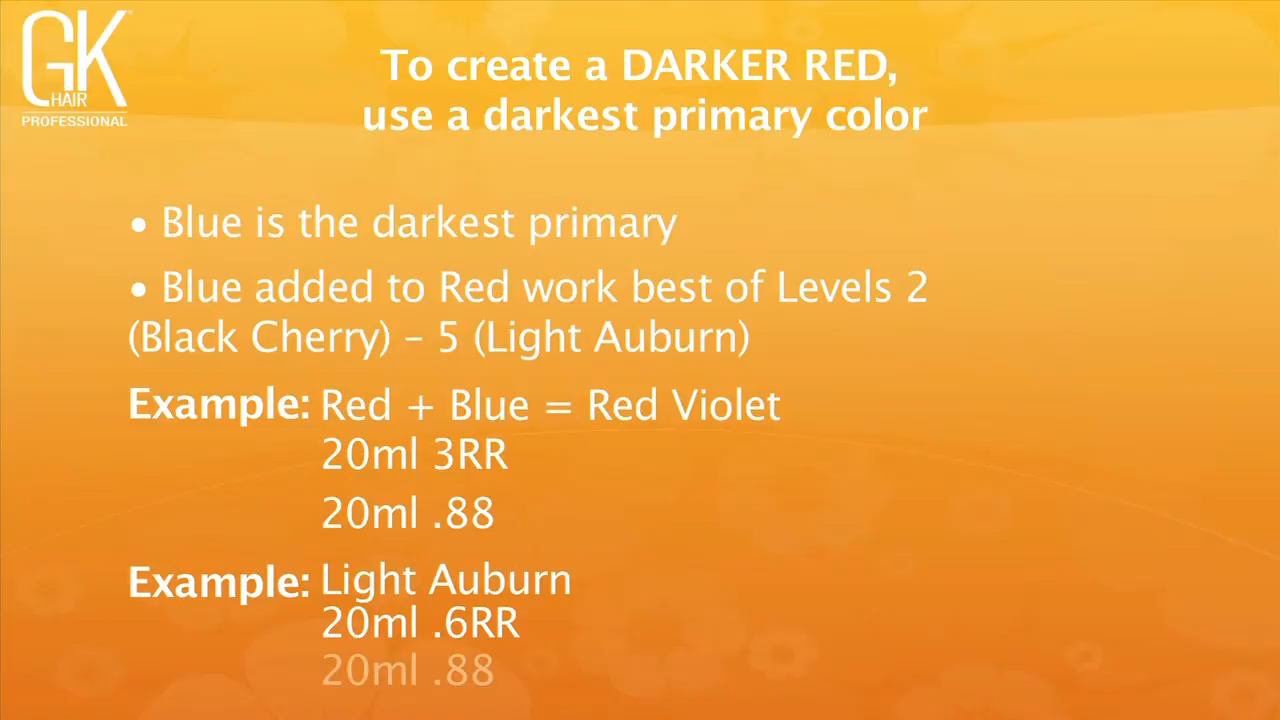 GK
HAIR
PROFESSIONAL
To create a DARKER RED,
use a darkest primary color
• Blue is the darkest primary
• Blue added to Red work best of Levels 2
(Black Cherry) – 5 (Light Auburn)
Example: Red + Blue = Red Violet
20ml 3RR
20ml .88
Example: Light Auburn
20ml .6RR
20ml .88